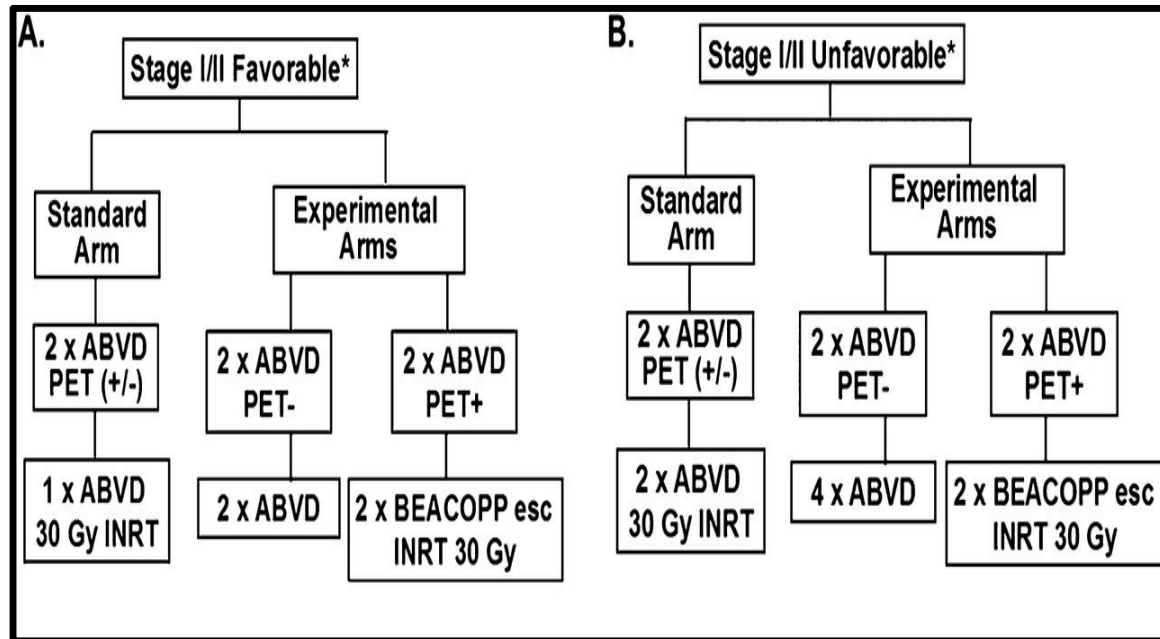 A.
Stage I/II Favorable*
Standard
Arm
Experimental
Arms
2 x ABVD
PET (+/-)
2 x ABVD
PET-
2 x ABVD
PET+
1 x ABVD
30 Gy INRT
2 x ABVD
2 x BEACOPP esc
INRT 30 Gy
B.
Stage I/II Unfavorable*
Standard
Arm
Experimental
Arms
2 x ABVD
PET (+/-)
2 x ABVD
PET-
2 x ABVD
PET+
2 x ABVD
30 Gy INRT
4 x ABVD
2 x BEACOPP esc
INRT 30 Gy